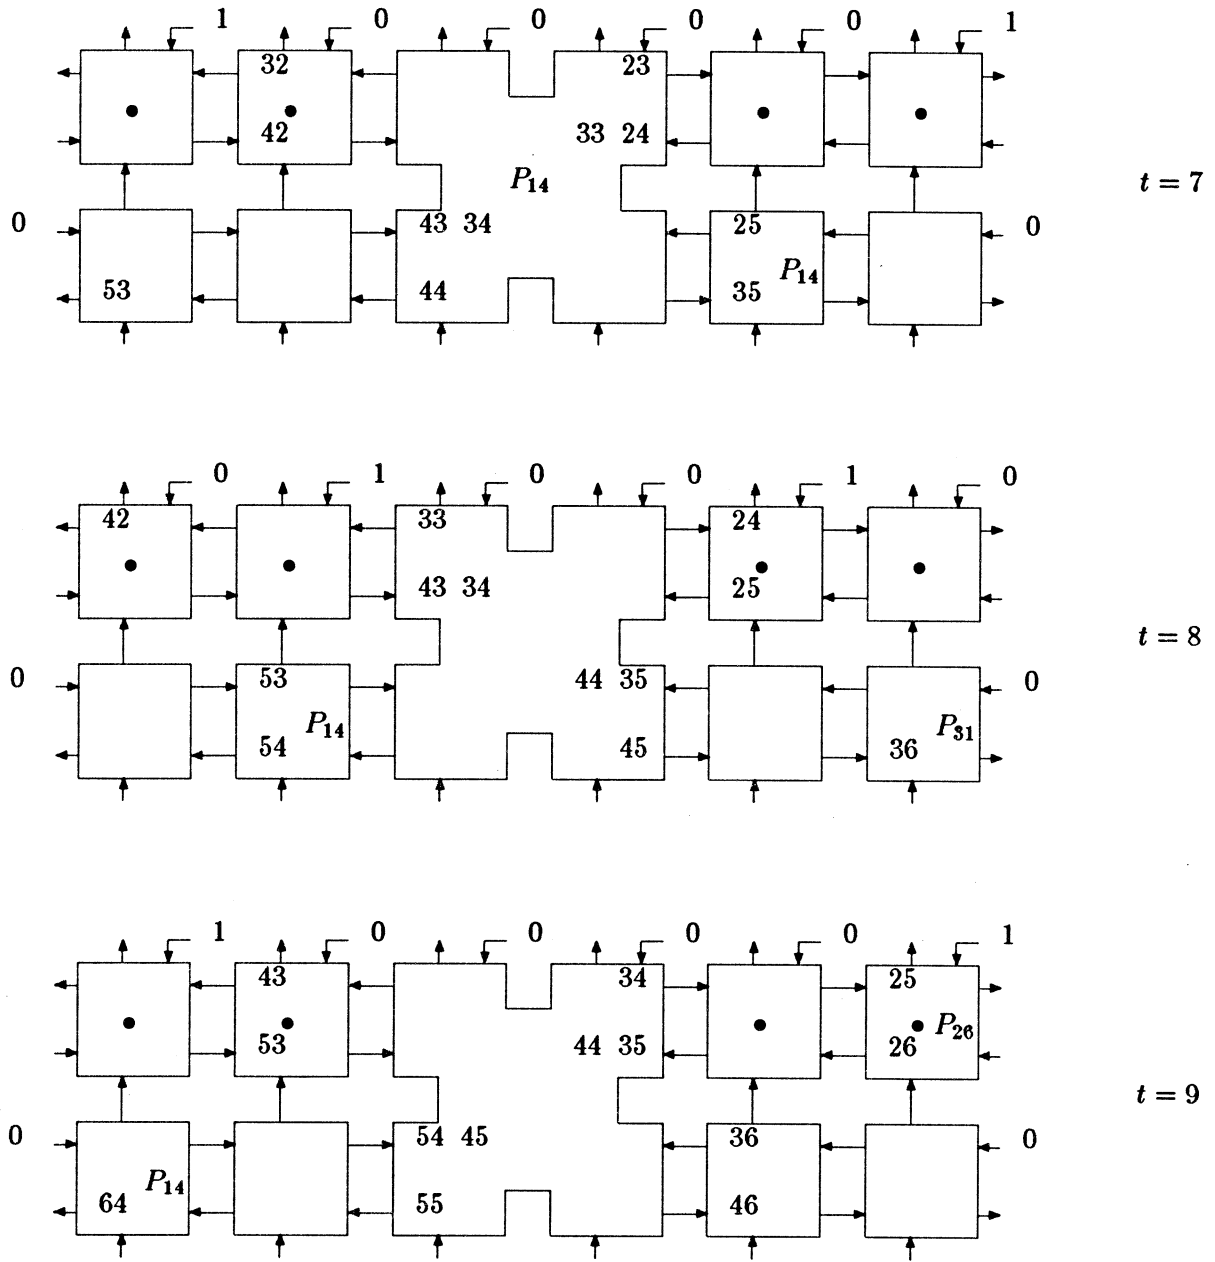 1 0 0 0 0 1
32 23
42 33 24
P14 t = 7
0 43 34 25 0
P14
53 44 35
0 1 0 0 1 0
42 33 24
43 34 25
t = 8
0 53 44 35 0
P14 P31
54 45 36
1 0 0 0 0 1
43 34 25
P26
53 44 35 26
t = 9
0 54 45 36 0
P14
64 55 46